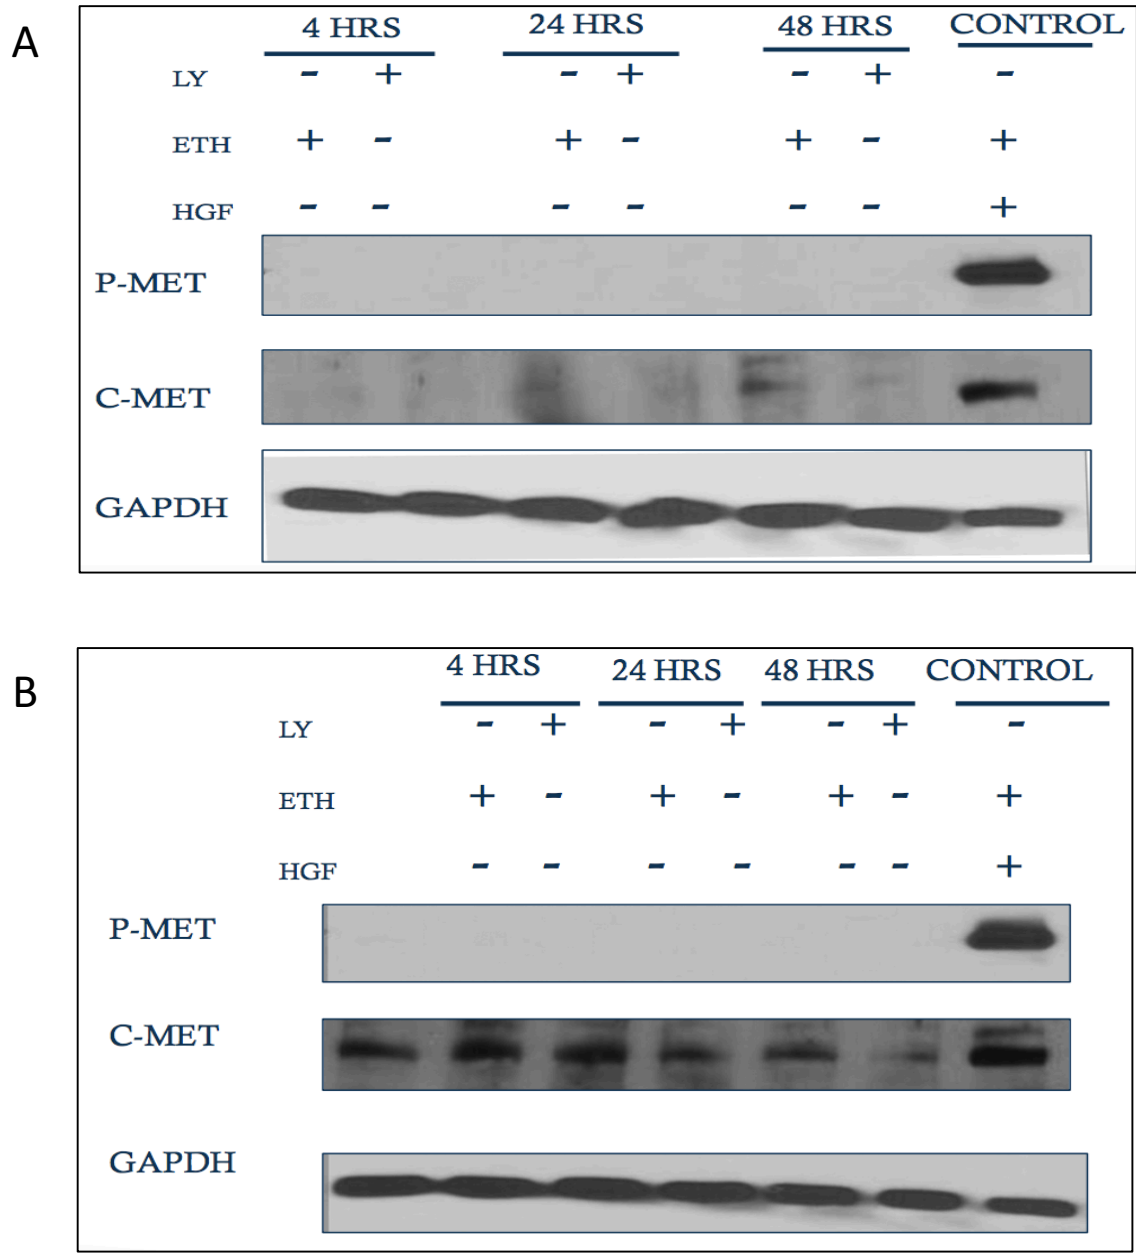 A
4 HRS 24 HRS 48 HRS CONTROL
LY - + - + - + -
ETH + - + - + - +
HGF - - - - - - +
P-MET
C-MET
GAPDH
B
4 HRS 24 HRS 48 HRS CONTROL
LY - + - + - + -
ETH + - + - + - +
HGF - - - - - - +
P-MET
C-MET
GAPDH